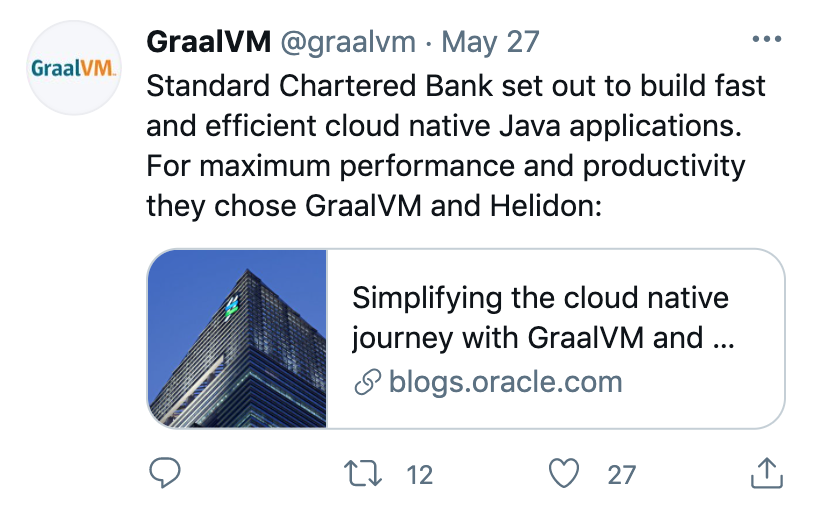 GraalVM @graalvm · May 27
GraalVM
Standard Chartered Bank set out to build fast
and efficient cloud native Java applications.
For maximum performance and productivity
they chose GraalVM and Helidon:
Simplifying the cloud native
journey with GraalVM and ...
blogs.oracle.com
12 27